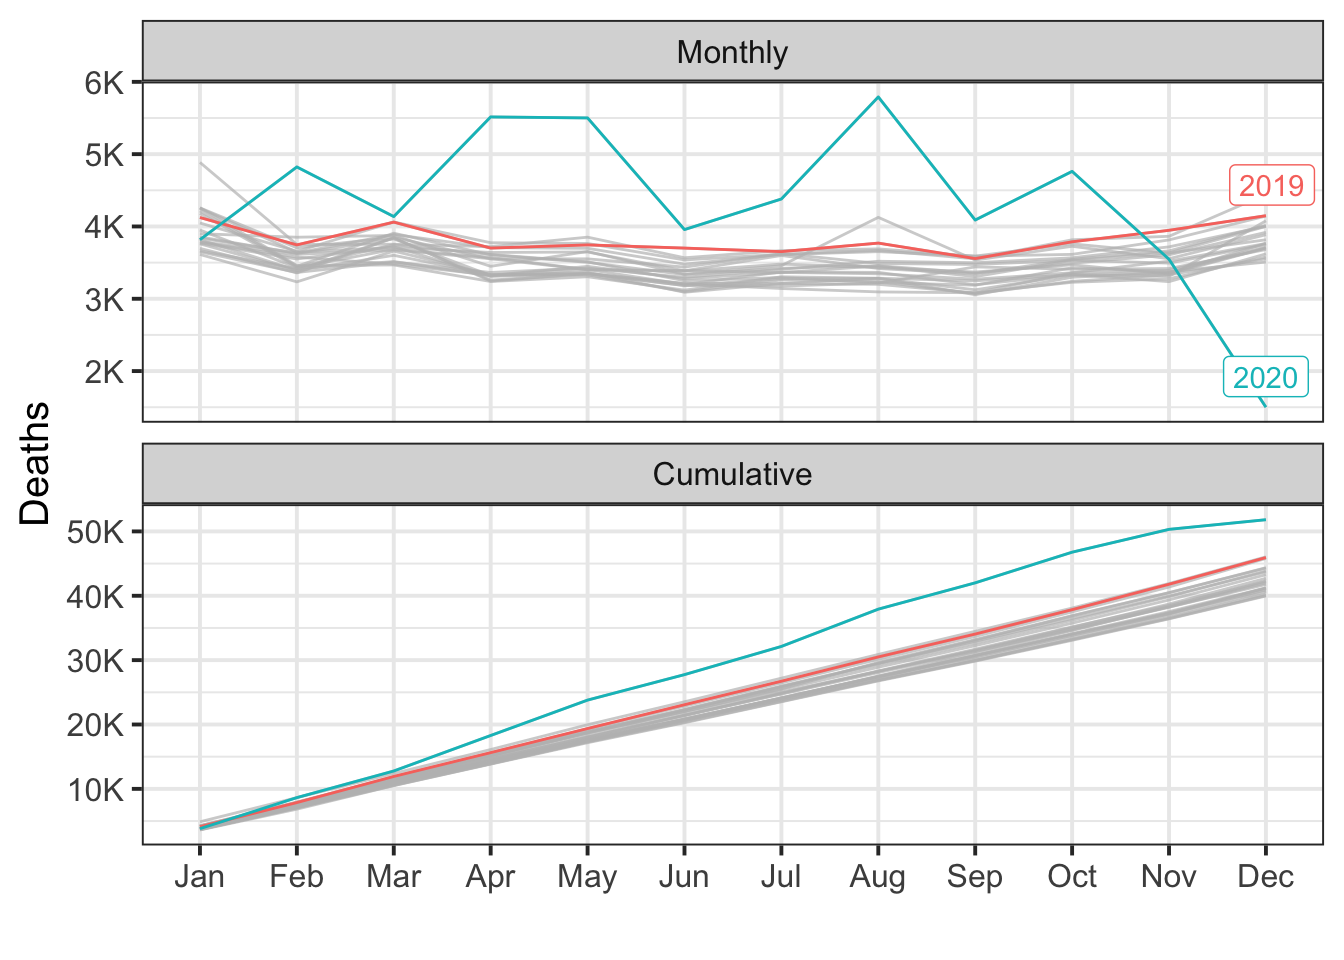 Monthly
6K
5K
4K
3K
2K
2019
2020
Deaths
Cumulative
50K
40K
30K
20K
10K
Jan Feb Mar Apr May Jun Jul Aug Sep Oct Nov Dec